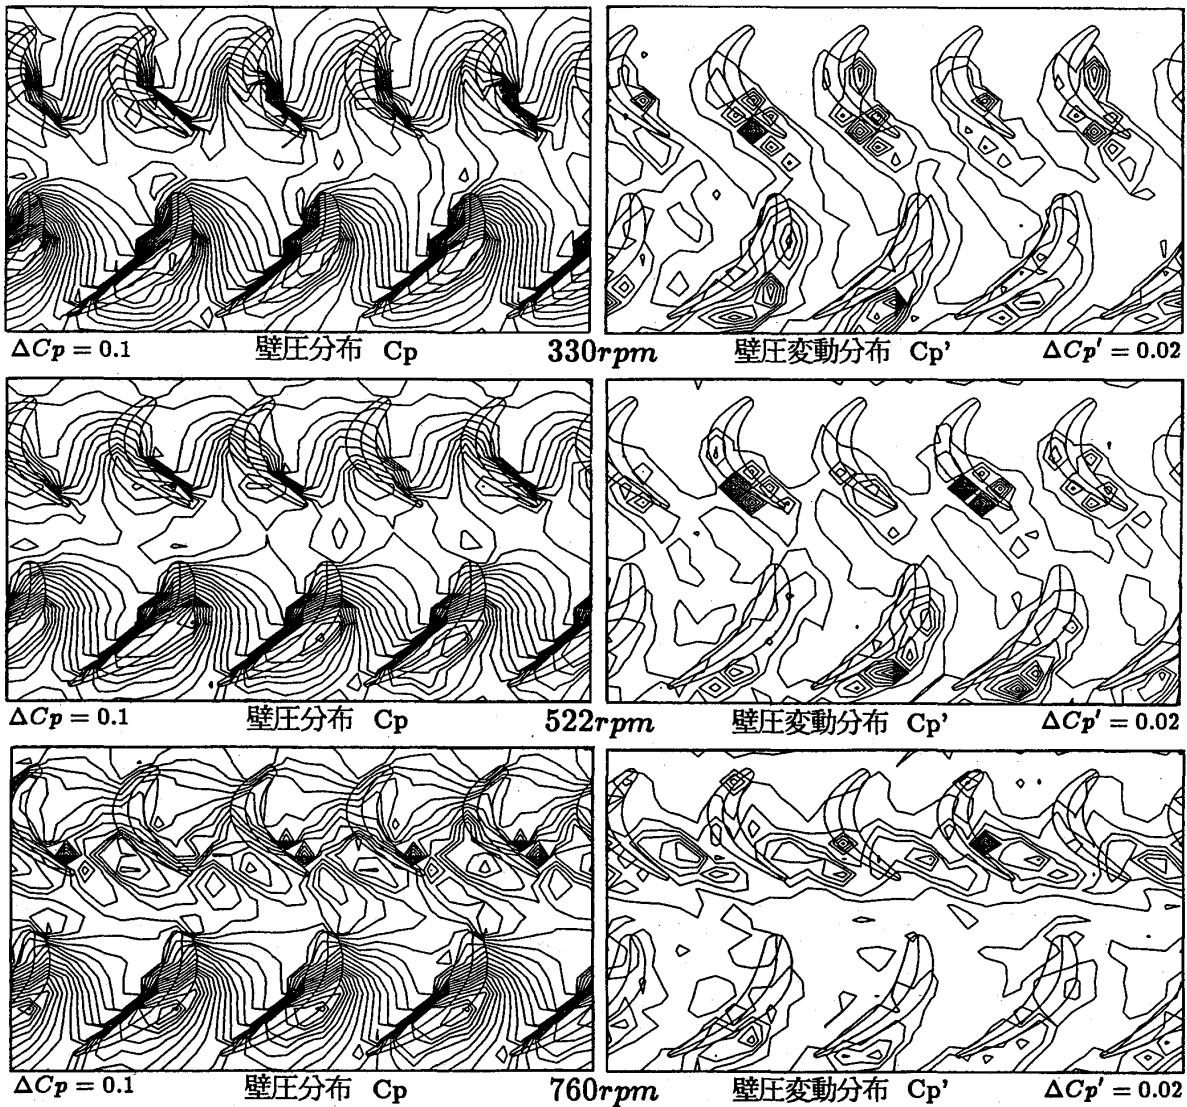 ΔCp = 0.1 壁圧分布 Cp 330rpm 壁圧変動分布 Cp' ΔCp' = 0.02
ΔCp = 0.1 壁圧分布 Cp 522rpm 壁圧変動分布 Cp' ΔCp' = 0.02
ΔCp = 0.1 壁圧分布 Cp 760rpm 壁圧変動分布 Cp' ΔCp' = 0.02